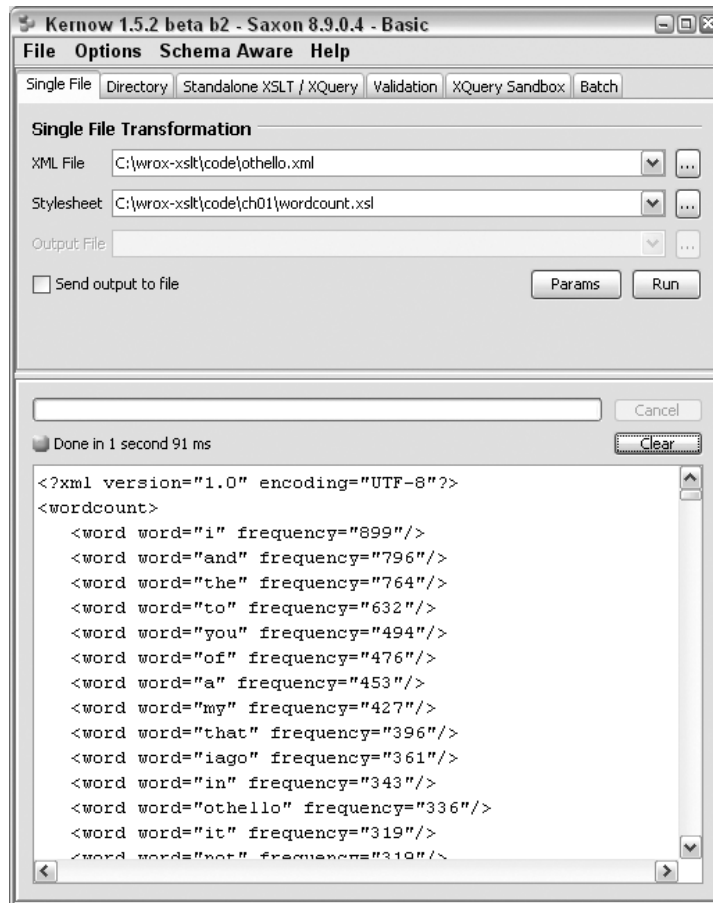 Kernow 1.5.2 beta b2 - Saxon 8.9.0.4 - Basic
File Options Schema Aware Help
Single File Directory Standalone XSLT / XQuery Validation XQuery Sandbox Batch
Single File Transformation
XML File C:\wrox-xslt\code\othello.xml ...
Stylesheet C:\wrox-xslt\code\ch01\wordcount.xsl ...
Output File ...
Send output to file Params Run
Cancel
Done in 1 second 91 ms Clear
<?xml version="1.0" encoding="UTF-8"?>
<wordcount>
<word word="i" frequency="899"/>
<word word="and" frequency="796"/>
<word word="the" frequency="764"/>
<word word="to" frequency="632"/>
<word word="you" frequency="494"/>
<word word="of" frequency="476"/>
<word word="a" frequency="453"/>
<word word="my" frequency="427"/>
<word word="that" frequency="396"/>
<word word="iago" frequency="361"/>
<word word="in" frequency="343"/>
<word word="othello" frequency="336"/>
<word word="it" frequency="319"/>
<word word="not" frequency="319"/>